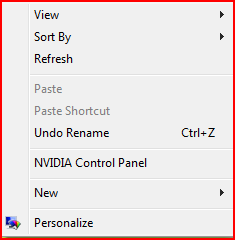 View
Sort By
Refresh
Paste
Paste Shortcut
Undo Rename Ctrl+Z
NVIDIA Control Panel
New
Personalize